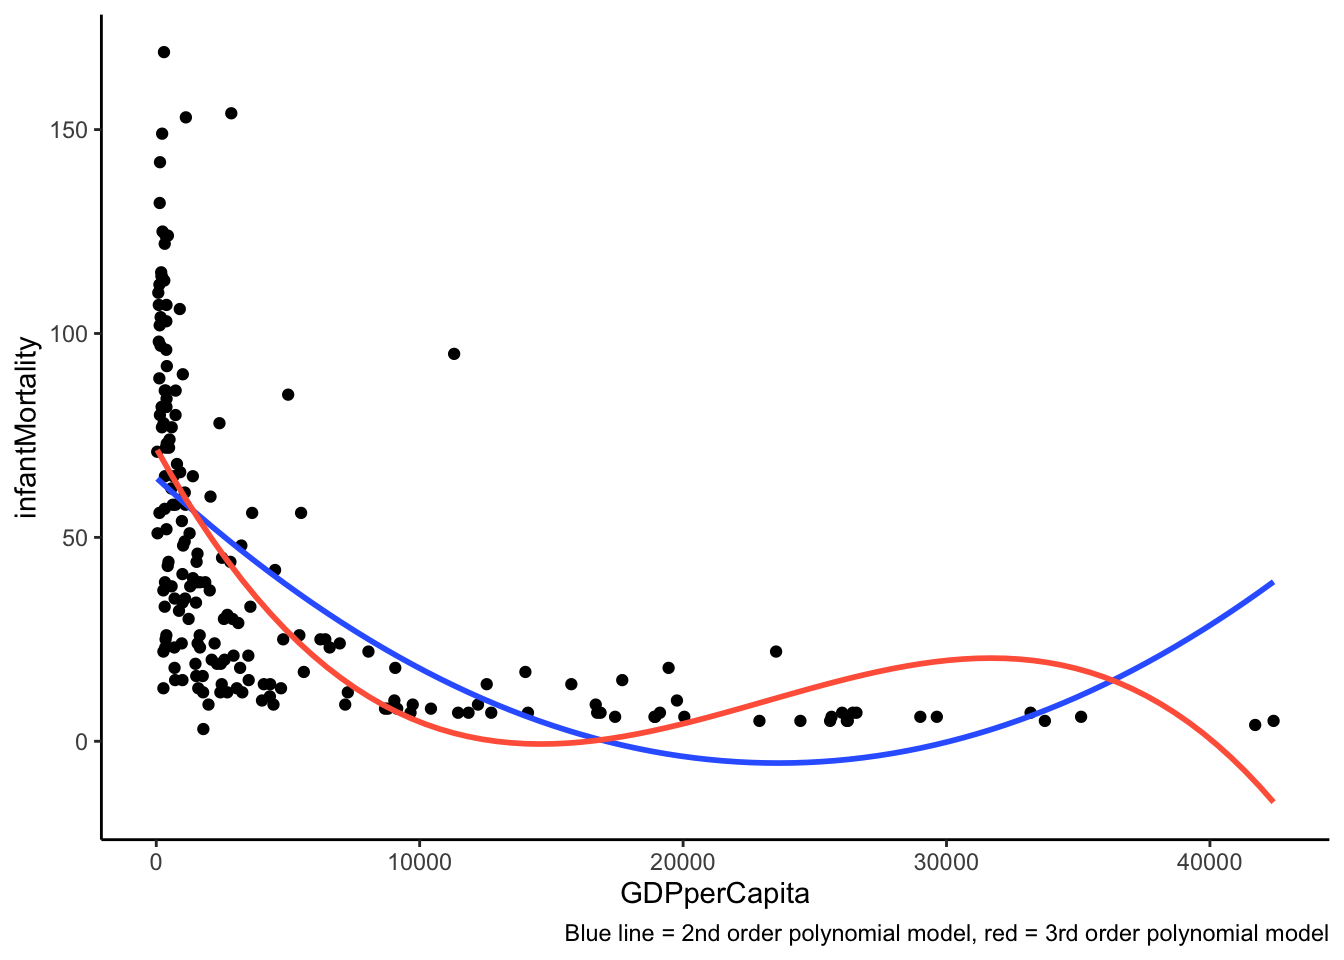 150
100
50
0
infantMortality
0 10000 20000 30000 40000
GDPperCapita
Blue line = 2nd order polynomial model, red = 3rd order polynomial model